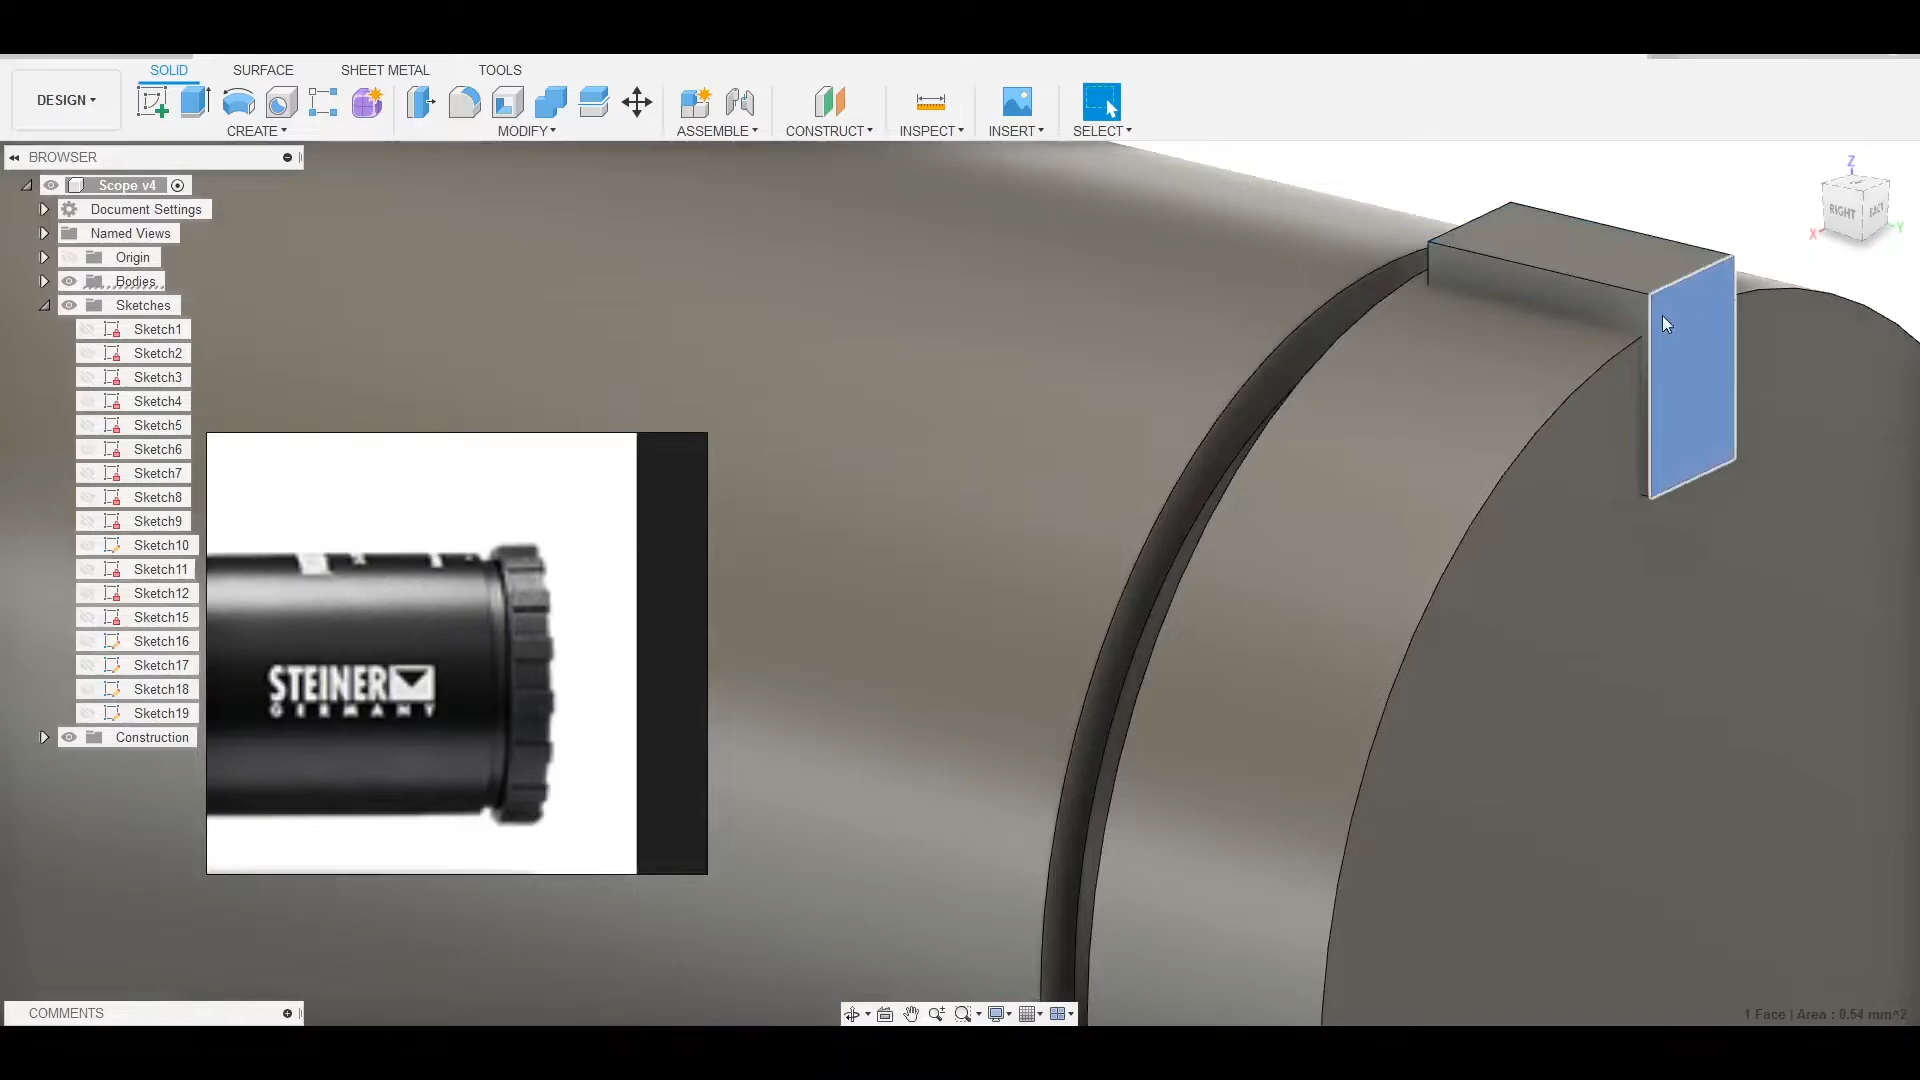 SOLID SURFACE SHEET METAL TOOLS
DESIGN
CREATE MODIFY ASSEMBLE CONSTRUCT INSPECT INSERT SELECT
BROWSER
Scope v4
Document Settings
Named Views
Origin
Bodies
Sketches
Sketch1
Sketch2
Sketch3
Sketch4
Sketch5
Sketch6
Sketch7
Sketch8
Sketch9
Sketch10
Sketch11
Sketch12
Sketch15
Sketch16
Sketch17
Sketch18
Sketch19
Construction
STEINER
GERMANY
Z
RIGHT BACK
X Y
COMMENTS
1 Face | Area : 0.54 mm^2